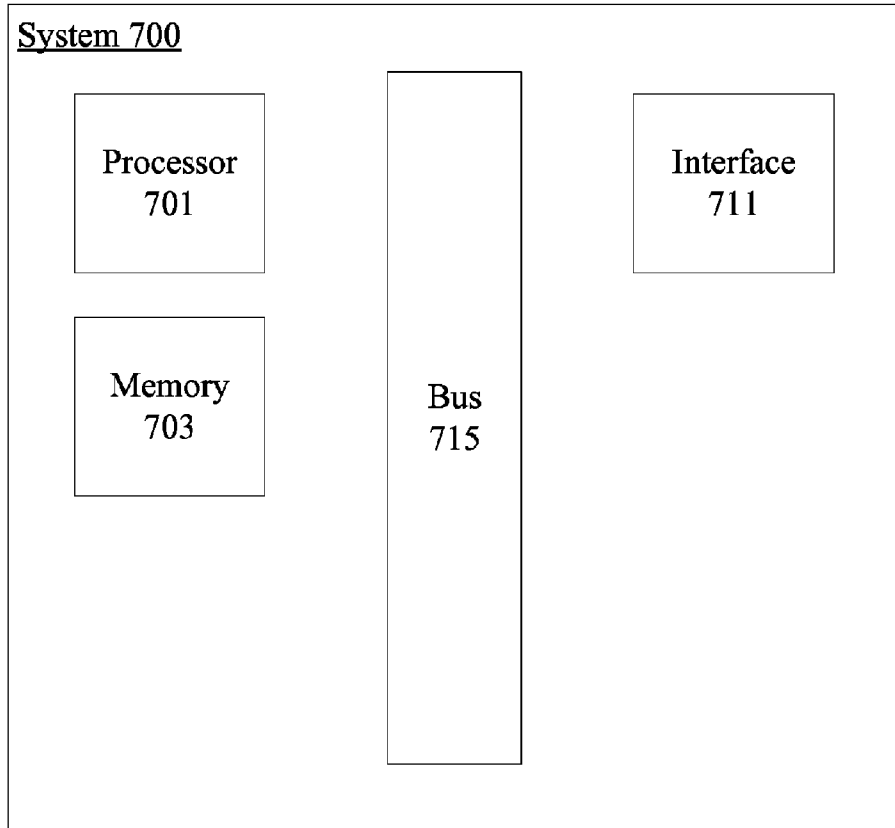 System 700
Processor
701
Interface
711
Memory
703
Bus
715